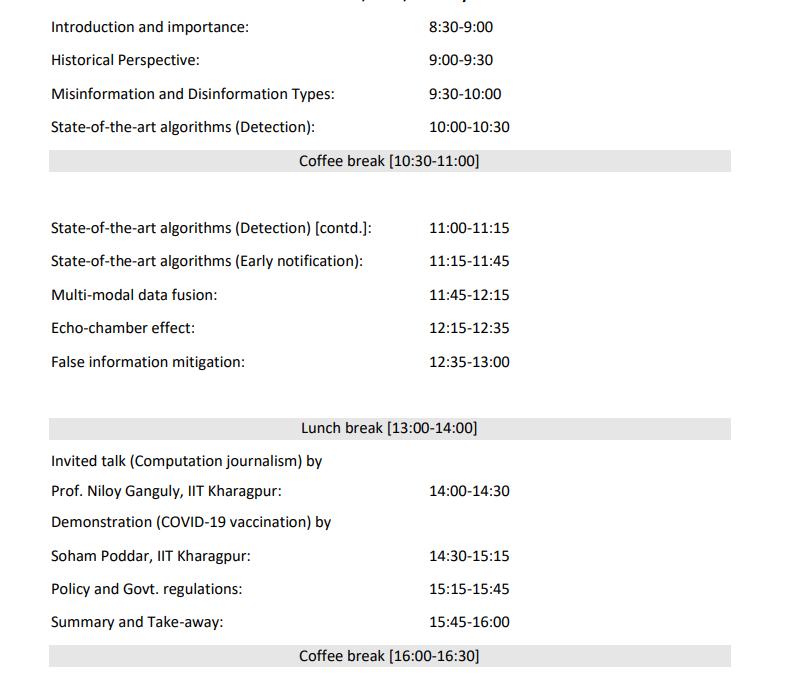 Introduction and importance: 8:30-9:00
Historical Perspective: 9:00-9:30
Misinformation and Disinformation Types: 9:30-10:00
State-of-the-art algorithms (Detection): 10:00-10:30
Coffee break [10:30-11:00]
State-of-the-art algorithms (Detection) [contd.]: 11:00-11:15
State-of-the-art algorithms (Early notification): 11:15-11:45
Multi-modal data fusion: 11:45-12:15
Echo-chamber effect: 12:15-12:35
False information mitigation: 12:35-13:00
Lunch break [13:00-14:00]
Invited talk (Computation journalism) by
Prof. Niloy Ganguly, IIT Kharagpur: 14:00-14:30
Demonstration (COVID-19 vaccination) by
Soham Poddar, IIT Kharagpur: 14:30-15:15
Policy and Govt. regulations: 15:15-15:45
Summary and Take-away: 15:45-16:00
Coffee break [16:00-16:30]